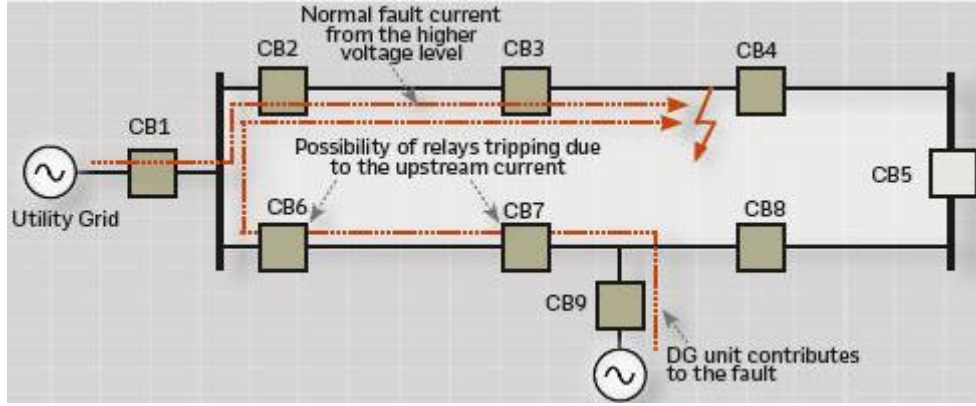 Normal fault current
from the higher
voltage level
CB2
CB3
CB4
CB1
Possibility of relays tripping due
to the upstream current
CB5
Utility Grid
CB6
CB7
CB8
CB9
DG unit contributes
to the fault